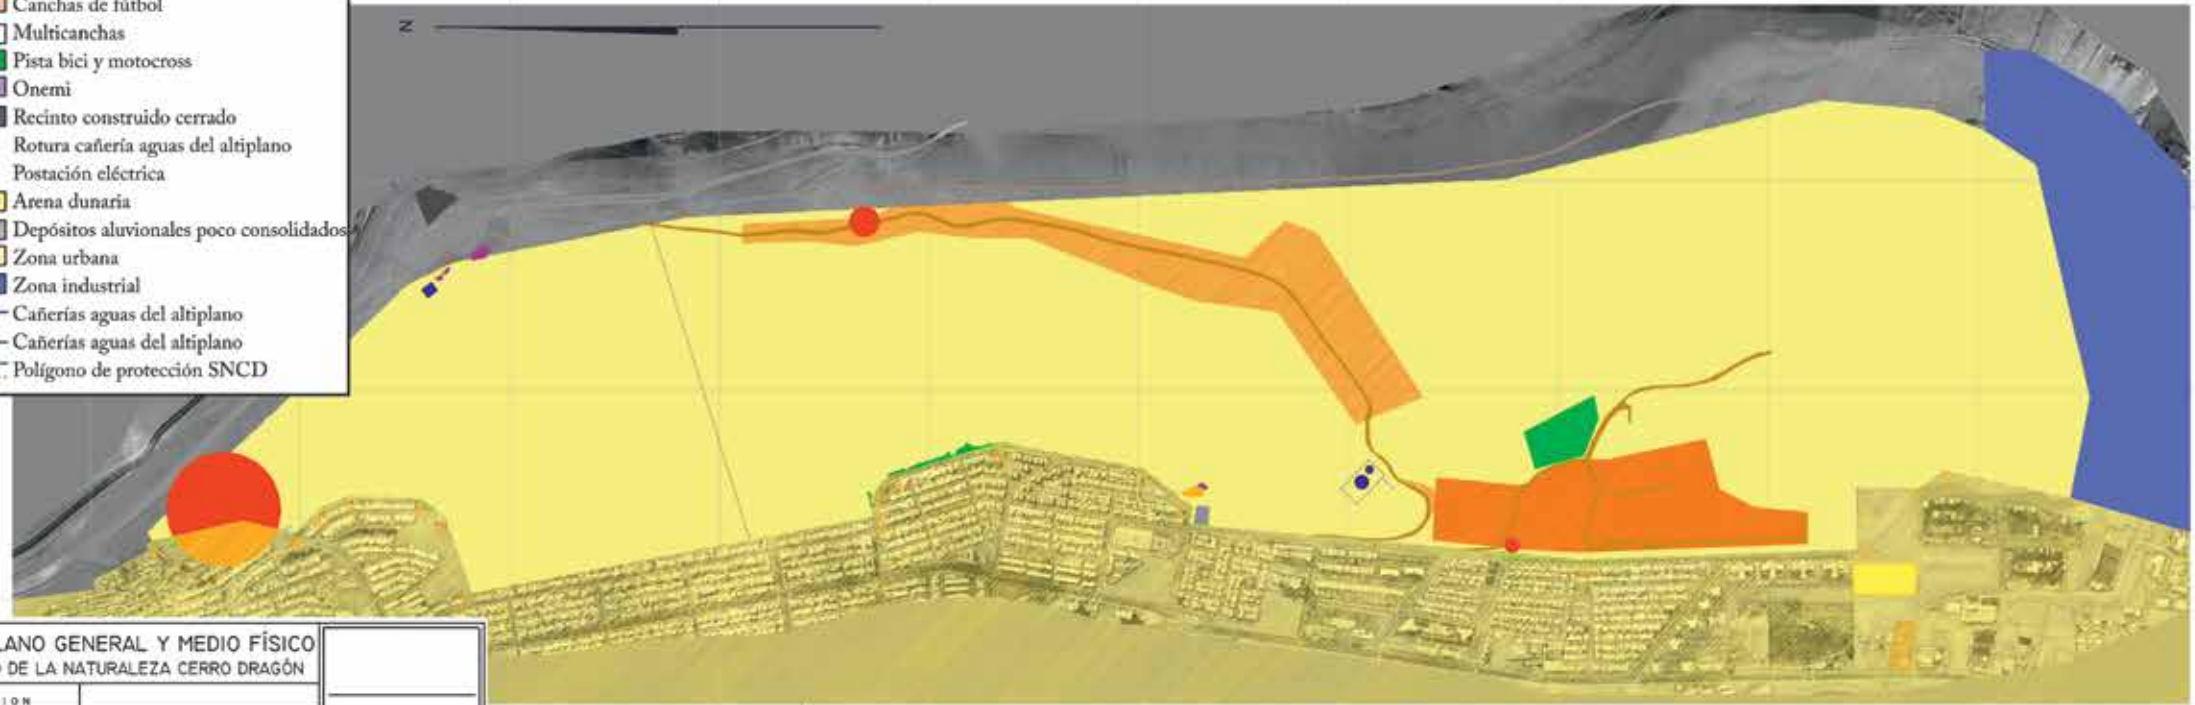 Canchas de fútbol
Multicanchas
Pista bici y motocross
Onemi
Recinto construido cerrado
Rotura cañería aguas del altiplano
Postación eléctrica
Arena dunaria
Depósitos aluvionales poco consolidados
Zona urbana
Zona industrial
Cañerías aguas del altiplano
Cañerías aguas del altiplano
Polígono de protección SNCD
N
LANO GENERAL Y MEDIO FÍSICO
O DE LA NATURALEZA CERRO DRAGÓN
ION